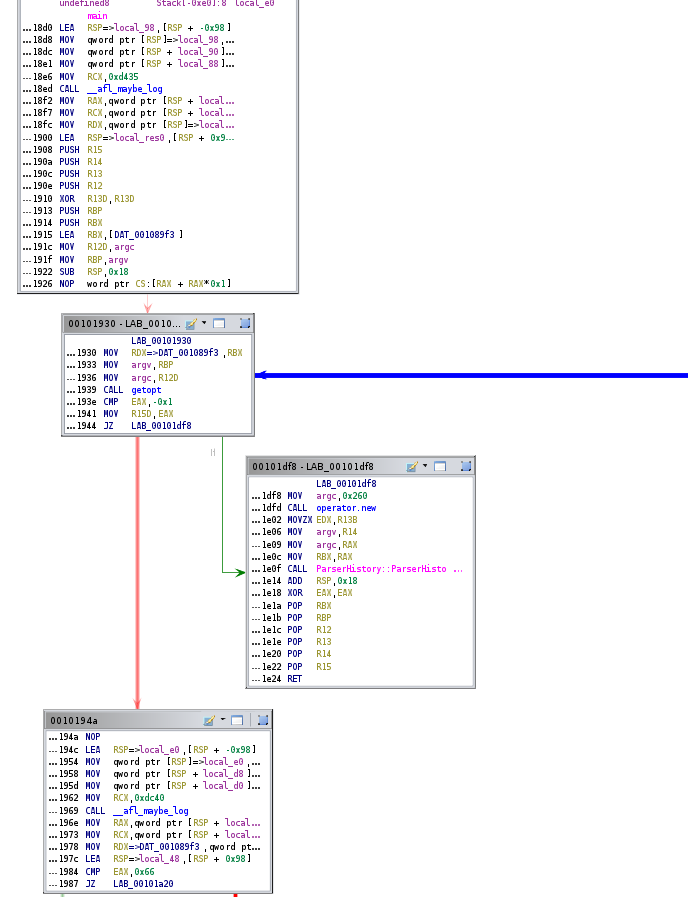 undefined8 Stack[-0xe0]:8 local_e0
main
...18d0 LEA RSP=>local_98,[RSP + -0x98]
...18d8 MOV qword ptr [RSP]=>local_98,...
...18dc MOV qword ptr [RSP + local_90]...
...18e1 MOV qword ptr [RSP + local_88]...
...18e6 MOV RCX,0xd435
...18ed CALL __afl_maybe_log
...18f2 MOV RAX,qword ptr [RSP + local...
...18f7 MOV RCX,qword ptr [RSP + local...
...18fc MOV RDX,qword ptr [RSP]=>local...
...1900 LEA RSP=>local_res0,[RSP + 0x9...
...1908 PUSH R15
...190a PUSH R14
...190c PUSH R13
...190e PUSH R12
...1910 XOR R13D,R13D
...1913 PUSH RBP
...1914 PUSH RBX
...1915 LEA RBX,[DAT_001089f3]
...191c MOV R12D,argc
...191f MOV RBP,argv
...1922 SUB RSP,0x18
...1926 NOP word ptr CS:[RAX + RAX*0x1]
00101930 - LAB_0010...
LAB_00101930
...1930 MOV RDX=>DAT_001089f3,RBX
...1933 MOV argv,RBP
...1936 MOV argc,R12D
...1939 CALL getopt
...193e CMP EAX,-0x1
...1941 MOV R15D,EAX
...1944 JZ LAB_00101df8
00101df8 - LAB_00101df8
LAB_00101df8
...1df8 MOV argc,0x260
...1dfd CALL operator.new
...1e02 MOVZX EDX,R13B
...1e06 MOV argv,R14
...1e09 MOV argc,RAX
...1e0c MOV RBX,RAX
...1e0f CALL ParserHistory::ParserHisto ...
...1e14 ADD RSP,0x18
...1e18 XOR EAX,EAX
...1e1a POP RBX
...1e1b POP RBP
...1e1c POP R12
...1e1e POP R13
...1e20 POP R14
...1e22 POP R15
...1e24 RET
0010194a
...194a NOP
...194c LEA RSP=>local_e0,[RSP + -0x98]
...1954 MOV qword ptr [RSP]=>local_e0,...
...1958 MOV qword ptr [RSP + local_d8]...
...195d MOV qword ptr [RSP + local_d0]...
...1962 MOV RCX,0xdc40
...1969 CALL __afl_maybe_log
...196e MOV RAX,qword ptr [RSP + local...
...1973 MOV RCX,qword ptr [RSP + local...
...1978 MOV RDX=>DAT_001089f3,qword pt...
...197c LEA RSP=>local_48,[RSP + 0x98]
...1984 CMP EAX,0x66
...1987 JZ LAB_00101a20